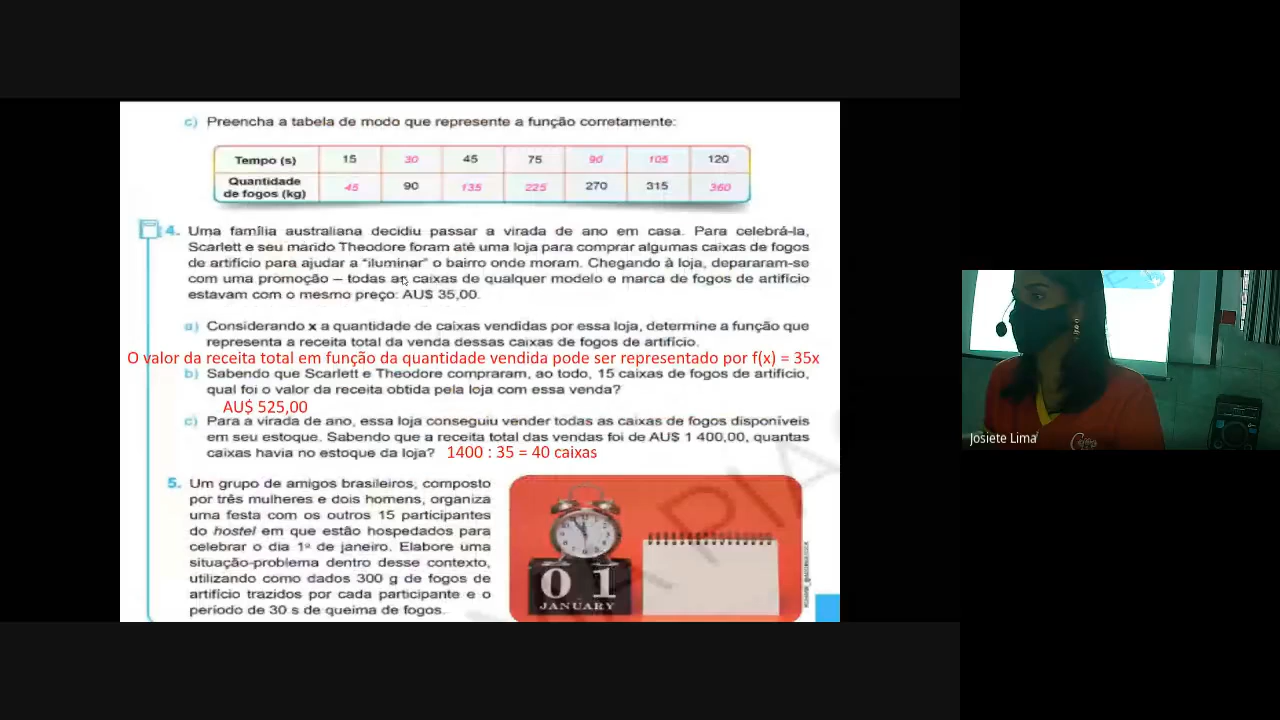 c) Preencha a tabela de modo que represente a função corretamente:
Tempo (s) 15 30 45 75 90 105 120
Quantidade de fogos (kg) 45 90 135 225 270 315 360
4. Uma família australiana decidiu passar a virada de ano em casa. Para celebrá-la,
Scarlett e seu marido Theodore foram até uma loja para comprar algumas caixas de fogos
de artifício para ajudar a “iluminar” o bairro onde moram. Chegando à loja, depararam-se
com uma promoção – todas as caixas de qualquer modelo e marca de fogos de artifício
estavam com o mesmo preço: AU$ 35,00.
a) Considerando x a quantidade de caixas vendidas por essa loja, determine a função que
representa a receita total da venda dessas caixas de fogos de artifício.
O valor da receita total em função da quantidade vendida pode ser representado por f(x) = 35x
b) Sabendo que Scarlett e Theodore compraram, ao todo, 15 caixas de fogos de artifício,
qual foi o valor da receita obtida pela loja com essa venda?
AU$ 525,00
c) Para a virada de ano, essa loja conseguiu vender todas as caixas de fogos disponíveis
em seu estoque. Sabendo que a receita total das vendas foi de AU$ 1 400,00, quantas
caixas havia no estoque da loja? 1400 : 35 = 40 caixas
5. Um grupo de amigos brasileiros, composto
por três mulheres e dois homens, organiza
uma festa com os outros 15 participantes
do hostel em que estão hospedados para
celebrar o dia 1º de janeiro. Elabore uma
situação-problema dentro desse contexto,
utilizando como dados 300 g de fogos de
artifício trazidos por cada participante e o
período de 30 s de queima de fogos.
01
JANUARY
Josiete Lima